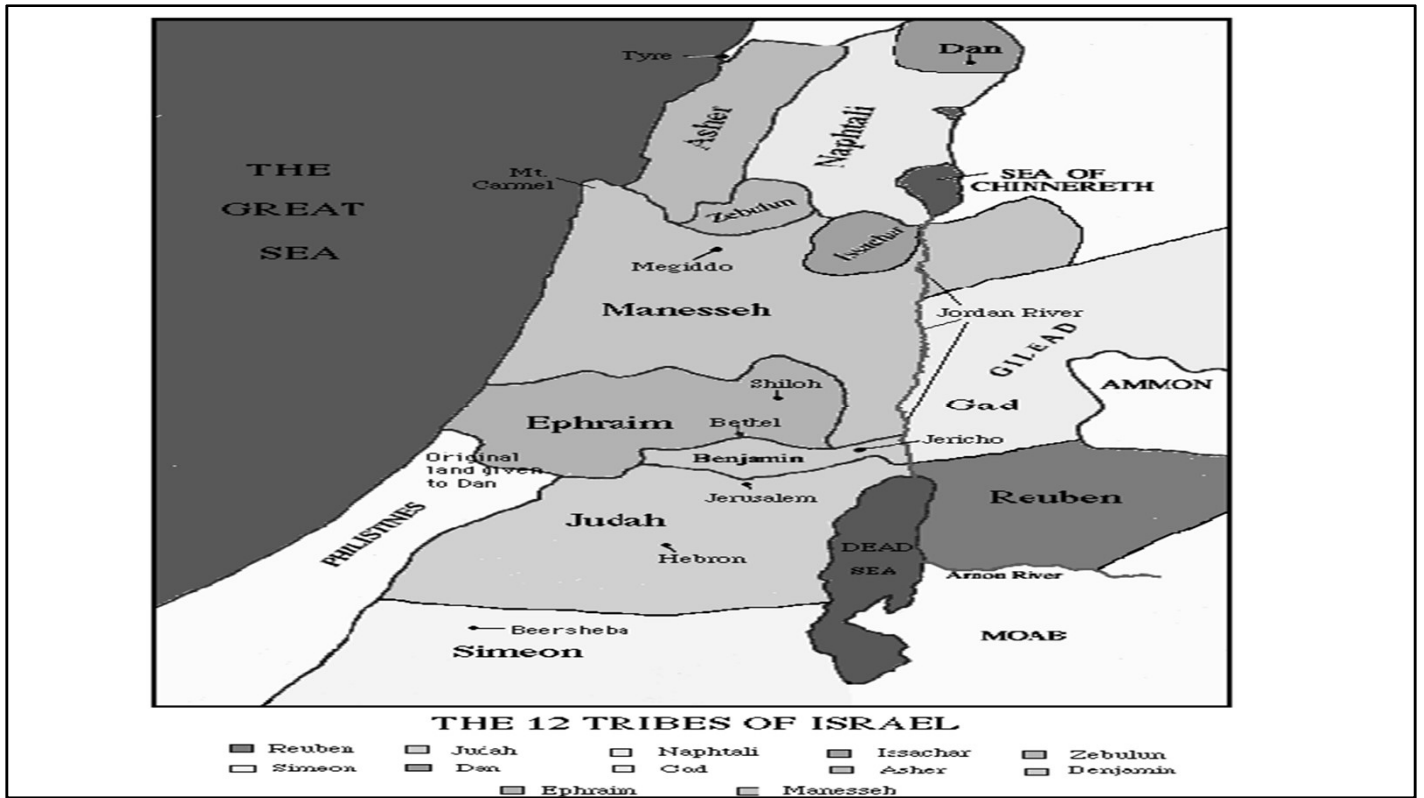 Dan
Tyre
Asher
Naphtali
THE
GREAT
SEA
Mt.
Carmel
SEA OF
CHINNERETH
Zebulun
Issachar
Megiddo
Manesseh
Jordan River
GILEAD
Shiloh
AMMON
Gad
Ephraim
Bethel
Jericho
Original
land given
to Dan
Benjamin
Jerusalem
Reuben
PHILISTINES
Judah
Hebron
DEAD
SEA
Arnon River
Beersheba
MOAB
Simeon
THE 12 TRIBES OF ISRAEL
Reuben Judah Naphtali Issachar Zebulun
Simeon Dan Gad Asher Benjamin
Ephraim Manesseh